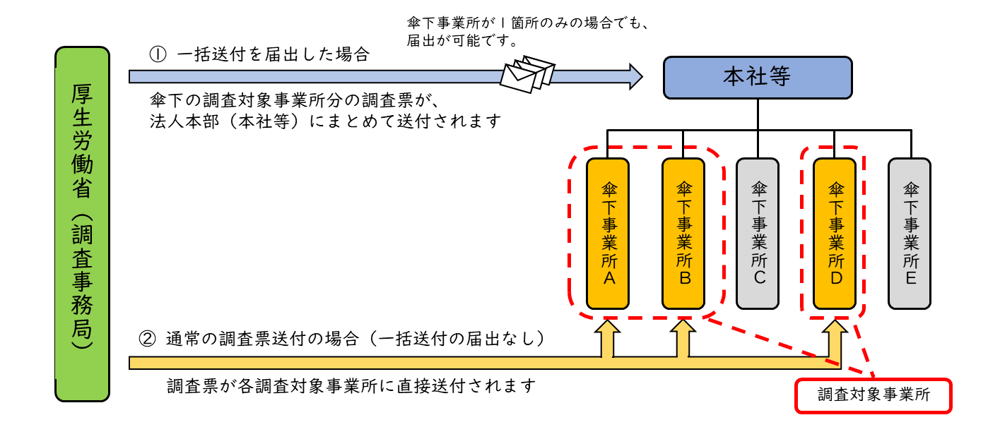 厚生労働省（調査事務局）
① 一括送付を届出した場合
傘下事業所が１箇所のみの場合でも、
届出が可能です。
傘下の調査対象事業所分の調査票が、
法人本部（本社等）にまとめて送付されます
本社等
傘下事業所A
傘下事業所B
傘下事業所C
傘下事業所D
傘下事業所E
② 通常の調査票送付の場合（一括送付の届出なし）
調査票が各調査対象事業所に直接送付されます
調査対象事業所